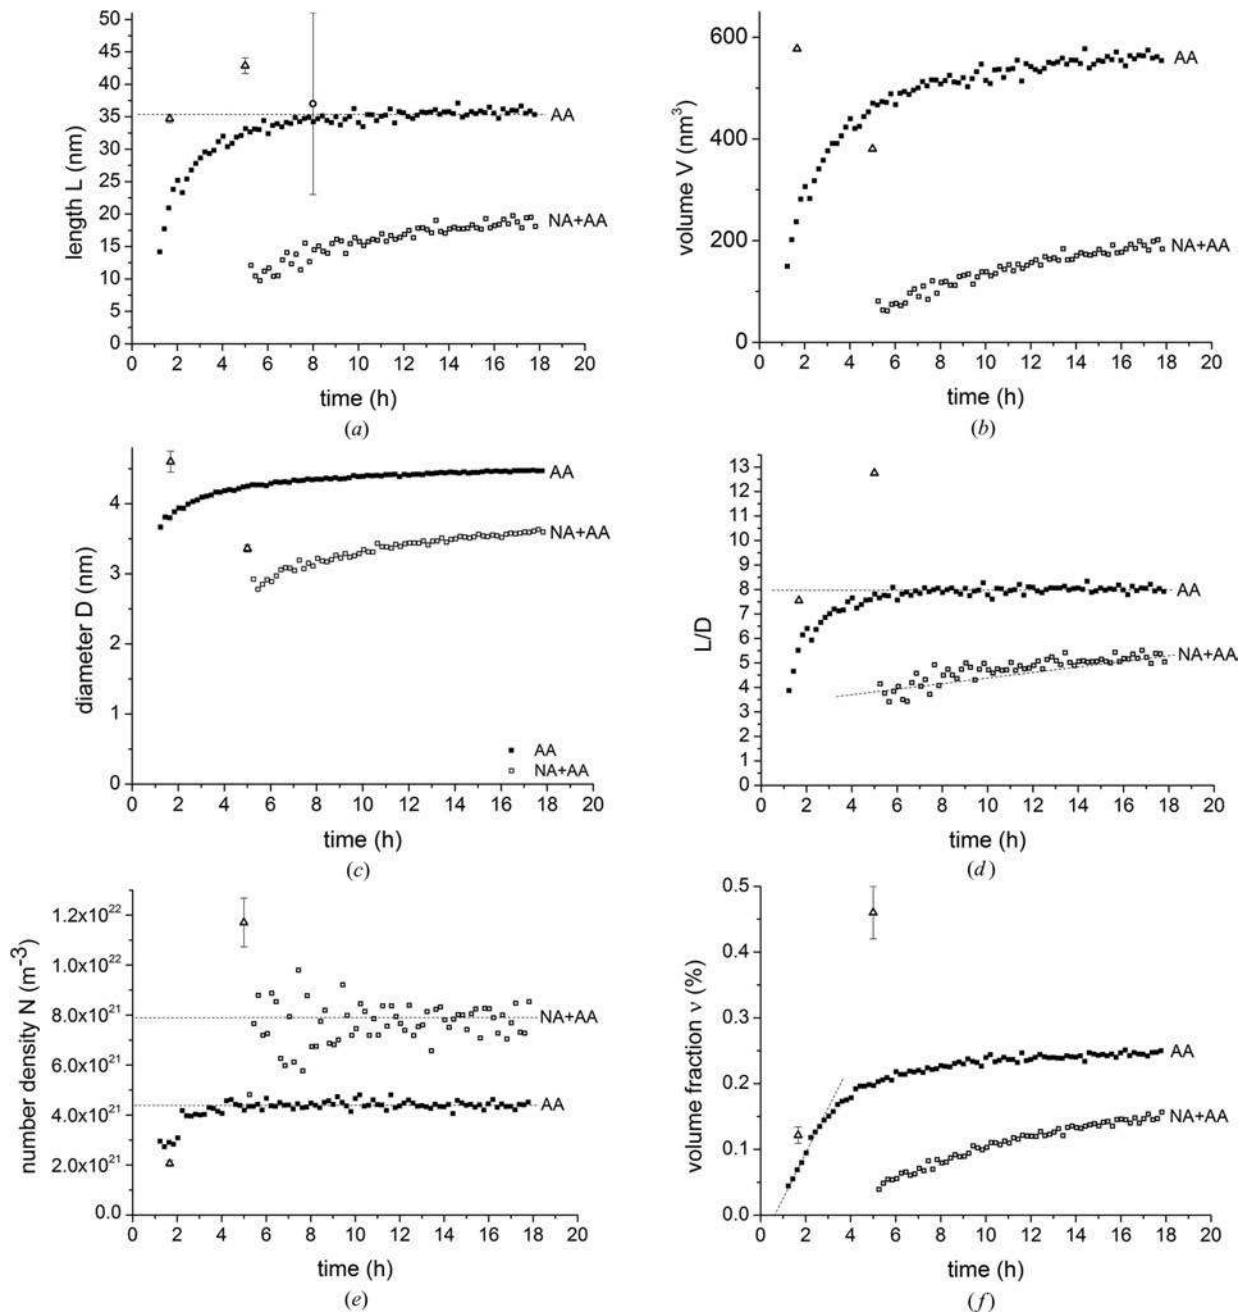 50
45
40
35
30
25
20
15
10
5
0
length L (nm)
AA
NA+AA
0 2 4 6 8 10 12 14 16 18 20
time (h)
(a)
600
400
200
0
volume V (nm³)
AA
NA+AA
0 2 4 6 8 10 12 14 16 18 20
time (h)
(b)
4
3
2
1
0
diameter D (nm)
AA
NA+AA
AA
NA+AA
0 2 4 6 8 10 12 14 16 18 20
time (h)
(c)
13
12
11
10
9
8
7
6
5
4
3
2
1
0
L/D
AA
NA+AA
0 2 4 6 8 10 12 14 16 18 20
time (h)
(d)
1.2x10²²
1.0x10²²
8.0x10²¹
6.0x10²¹
4.0x10²¹
2.0x10²¹
0.0
number density N (m⁻³)
NA+AA
AA
0 2 4 6 8 10 12 14 16 18 20
time (h)
(e)
0.5
0.4
0.3
0.2
0.1
0.0
volume fraction ν (%)
AA
NA+AA
0 2 4 6 8 10 12 14 16 18 20
time (h)
(f)